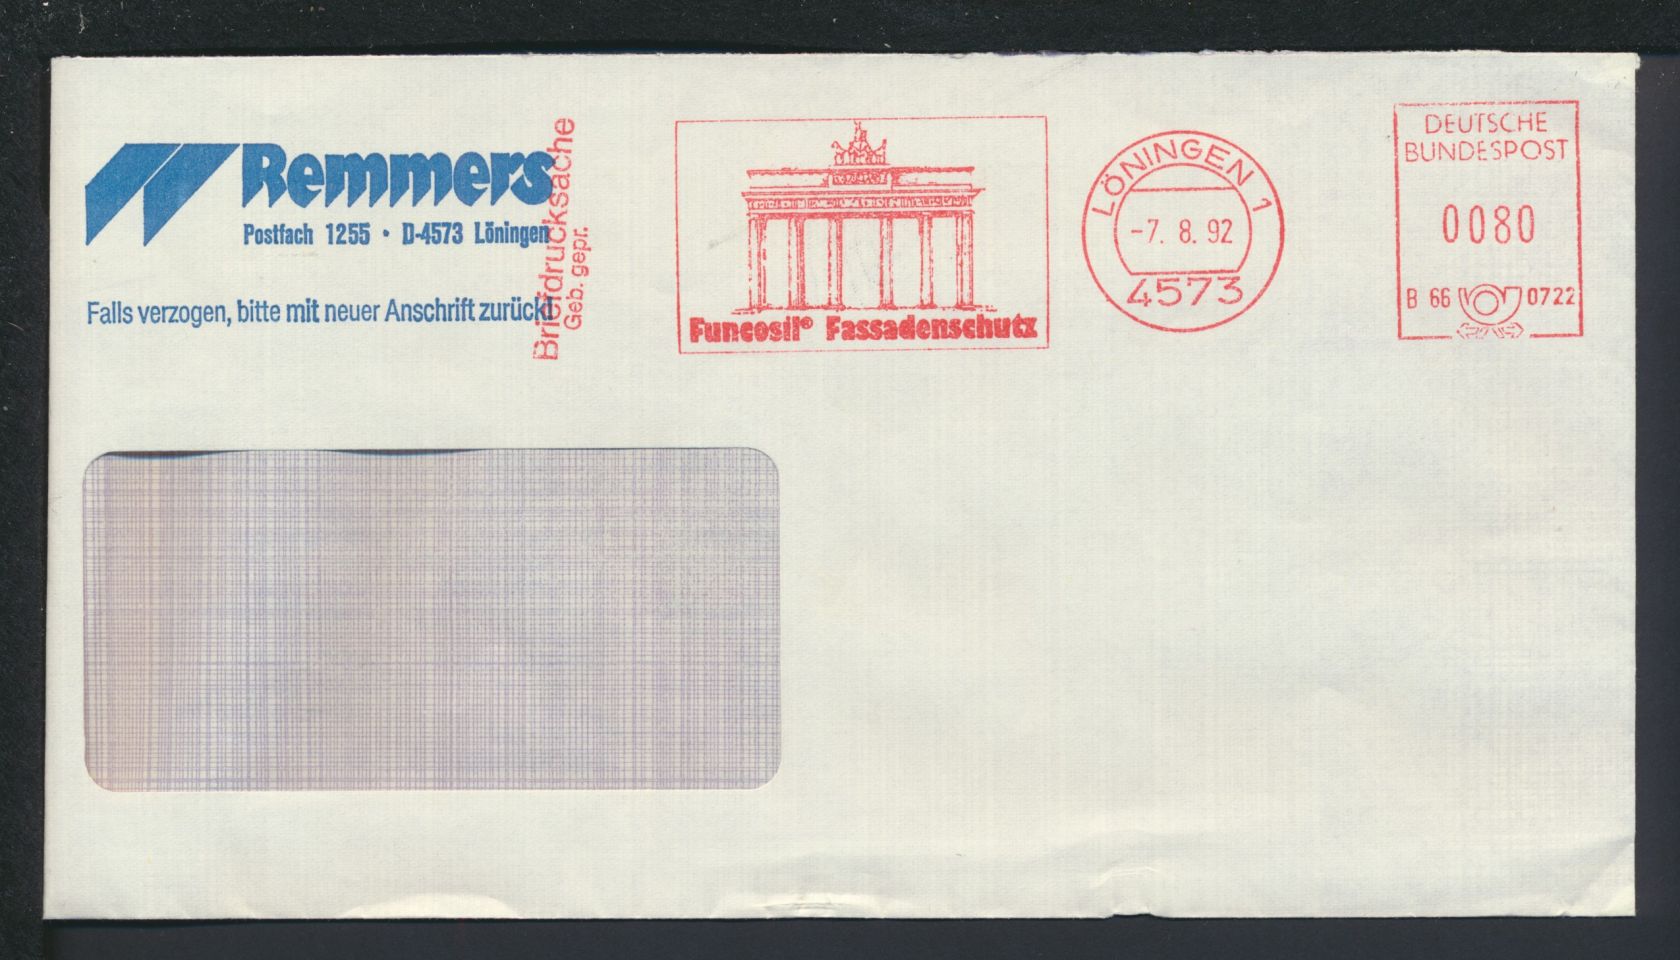 Remmers
Postfach 1255 · D-4573 Löningen
Falls verzogen, bitte mit neuer Anschrift zurück!
Briefdrucksache
Geb. gepr.
Funcosil® Fassadenschutz
LÖNINGEN 1
-7. 8. 92
4573
DEUTSCHE
BUNDESPOST
0080
B 66 0722